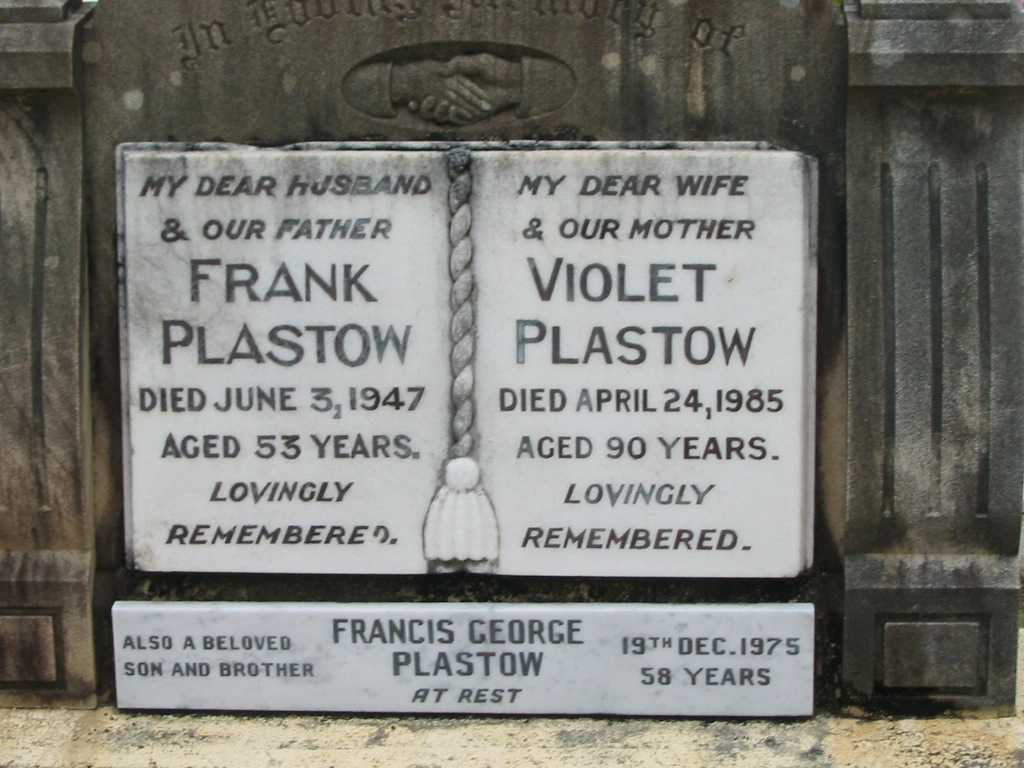 In Loving Memory of
MY DEAR HUSBAND
& OUR FATHER
FRANK
PLASTOW
DIED JUNE 3, 1947
AGED 53 YEARS.
LOVINGLY
REMEMBERED.
MY DEAR WIFE
& OUR MOTHER
VIOLET
PLASTOW
DIED APRIL 24, 1985
AGED 90 YEARS.
LOVINGLY
REMEMBERED.
ALSO A BELOVED
SON AND BROTHER
FRANCIS GEORGE
PLASTOW
AT REST
19TH DEC. 1975
58 YEARS